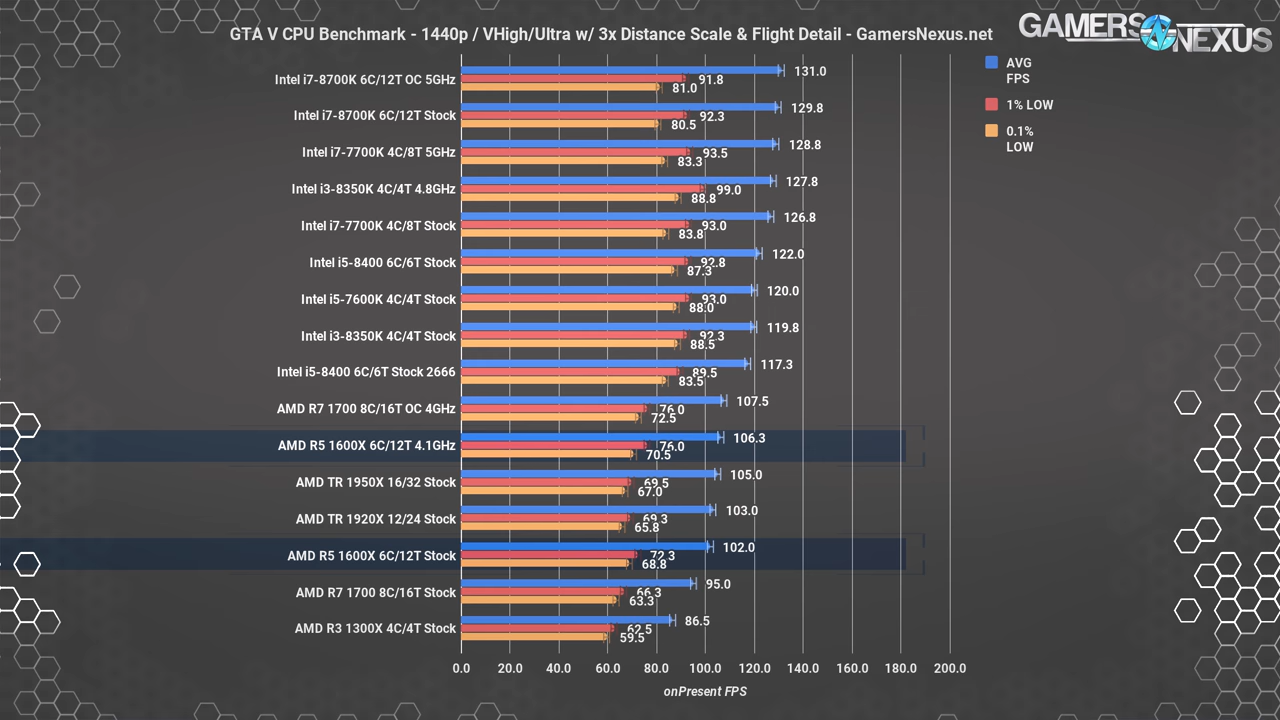 GTA V CPU Benchmark - 1440p / VHigh/Ultra w/ 3x Distance Scale & Flight Detail - GamersNexus.net
GAMERS NEXUS
AVG
FPS
1% LOW
0.1%
LOW
Intel i7-8700K 6C/12T OC 5GHz 131.0
91.8
81.0
Intel i7-8700K 6C/12T Stock 129.8
92.3
80.5
Intel i7-7700K 4C/8T 5GHz 128.8
93.5
83.3
Intel i3-8350K 4C/4T 4.8GHz 127.8
99.0
88.8
Intel i7-7700K 4C/8T Stock 126.8
93.0
83.8
Intel i5-8400 6C/6T Stock 122.0
92.8
87.3
Intel i5-7600K 4C/4T Stock 120.0
93.0
88.0
Intel i3-8350K 4C/4T Stock 119.8
92.3
88.5
Intel i5-8400 6C/6T Stock 2666 117.3
89.5
83.5
AMD R7 1700 8C/16T OC 4GHz 107.5
76.0
72.5
AMD R5 1600X 6C/12T 4.1GHz 106.3
76.0
70.5
AMD TR 1950X 16/32 Stock 105.0
69.5
67.0
AMD TR 1920X 12/24 Stock 103.0
69.3
65.8
AMD R5 1600X 6C/12T Stock 102.0
72.3
68.8
AMD R7 1700 8C/16T Stock 95.0
66.3
63.3
AMD R3 1300X 4C/4T Stock 86.5
62.5
59.5
0.0 20.0 40.0 60.0 80.0 100.0 120.0 140.0 160.0 180.0 200.0
onPresent FPS